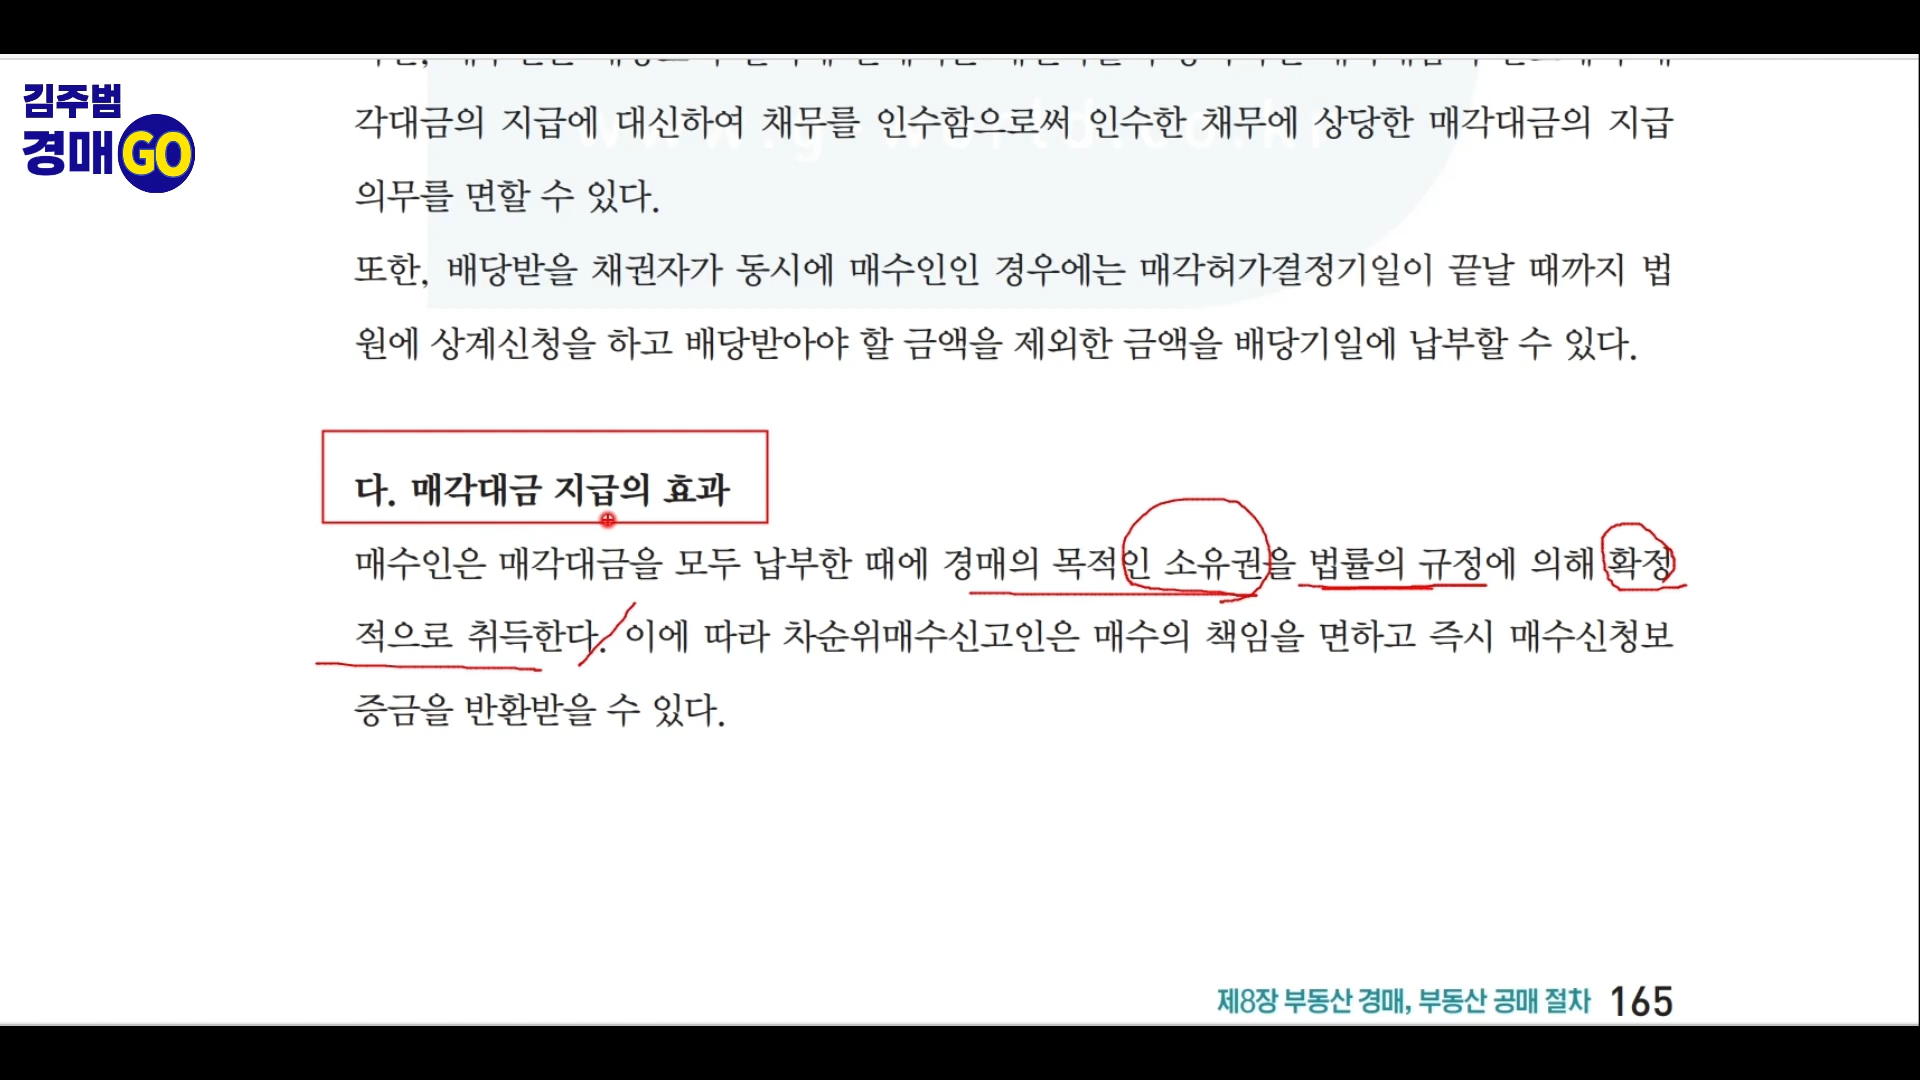 김주범
경매GO
각대금의 지급에 대신하여 채무를 인수함으로써 인수한 채무에 상당한 매각대금의 지급
의무를 면할 수 있다.
또한, 배당받을 채권자가 동시에 매수인인 경우에는 매각허가결정기일이 끝날 때까지 법
원에 상계신청을 하고 배당받아야 할 금액을 제외한 금액을 배당기일에 납부할 수 있다.
다. 매각대금 지급의 효과
매수인은 매각대금을 모두 납부한 때에 경매의 목적인 소유권을 법률의 규정에 의해 확정
적으로 취득한다. 이에 따라 차순위매수신고인은 매수의 책임을 면하고 즉시 매수신청보
증금을 반환받을 수 있다.
제8장 부동산 경매, 부동산 공매 절차 165